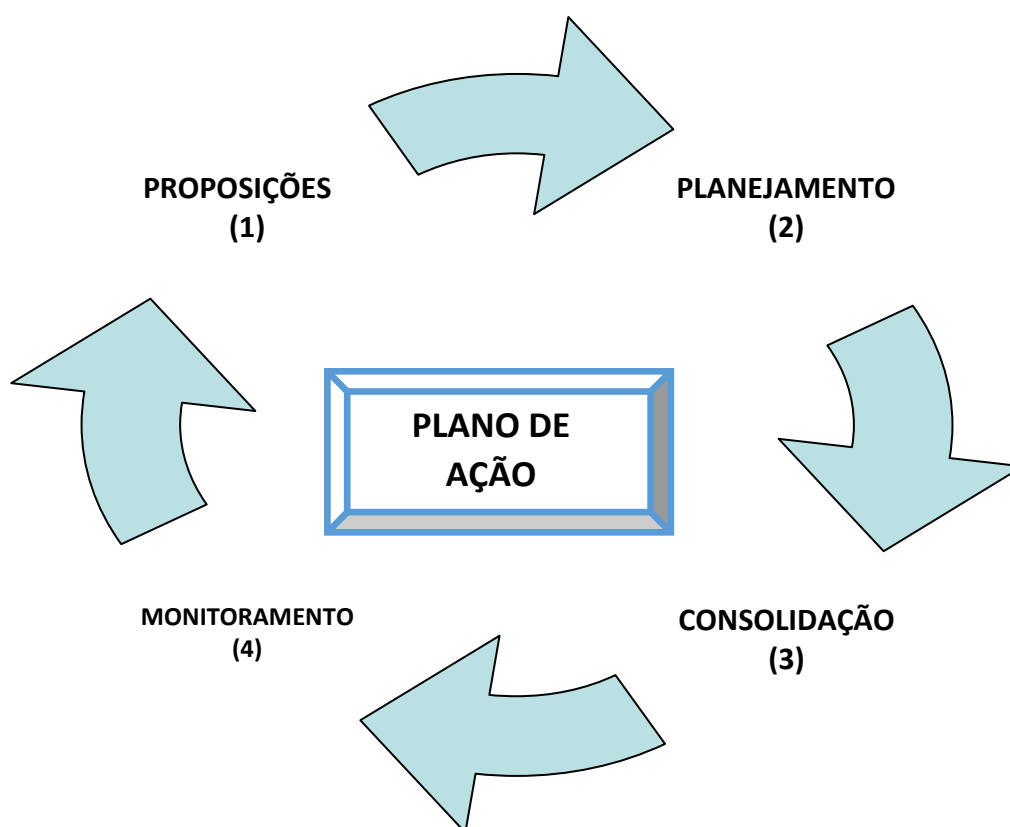 PROPOSIÇÕES
(1)
PLANEJAMENTO
(2)
PLANO DE
AÇÃO
MONITORAMENTO
(4)
CONSOLIDAÇÃO
(3)